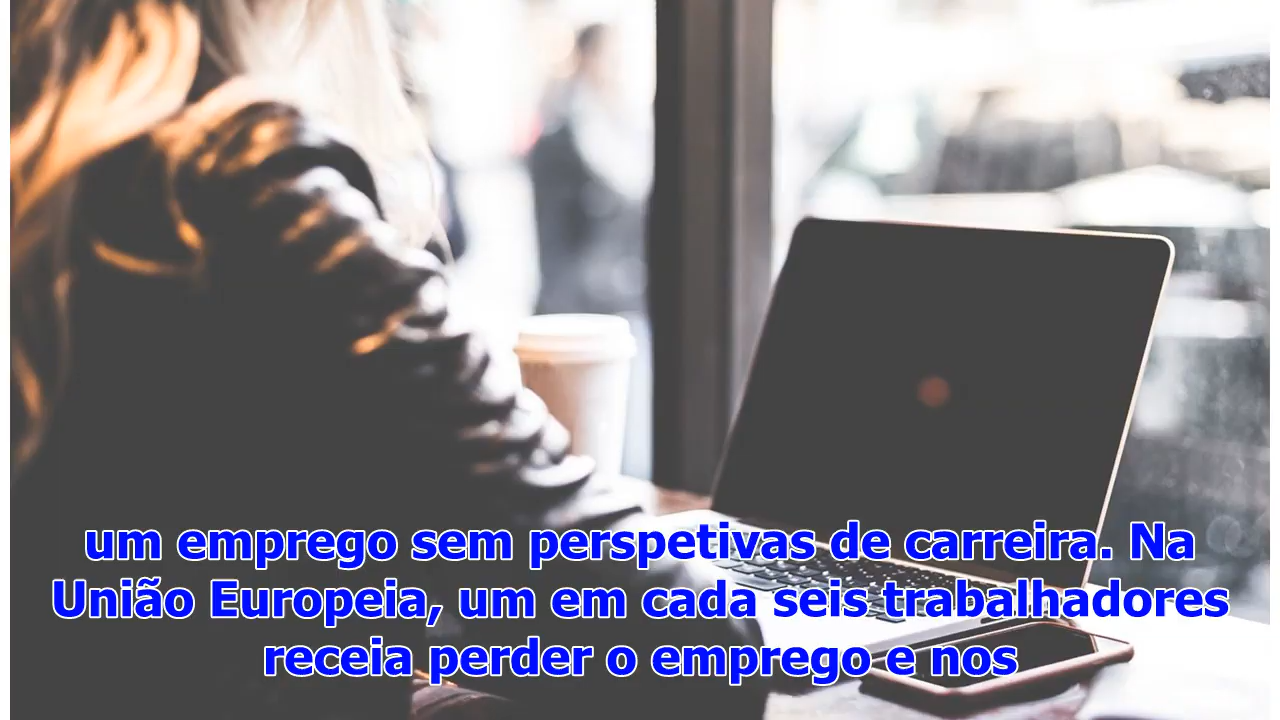 um emprego sem perspetivas de carreira. Na
União Europeia, um em cada seis trabalhadores
receia perder o emprego e nos